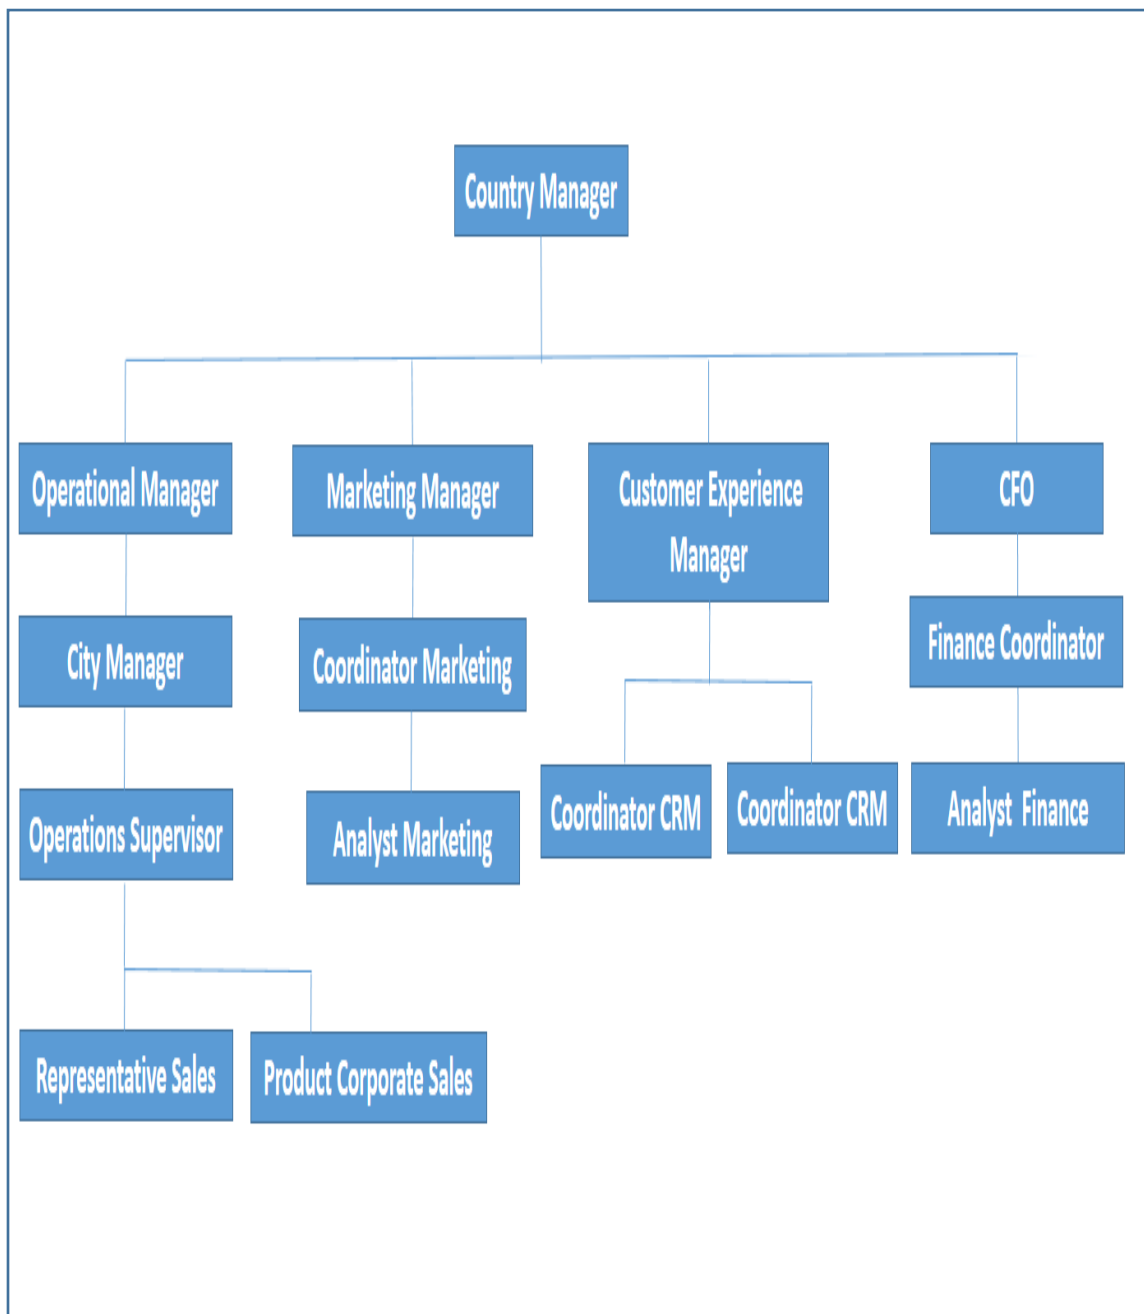 Country Manager
Operational Manager
Marketing Manager
Customer Experience
Manager
CFO
City Manager
Coordinator Marketing
Finance Coordinator
Operations Supervisor
Analyst Marketing
Coordinator CRM
Coordinator CRM
Analyst Finance
Representative Sales
Product Corporate Sales